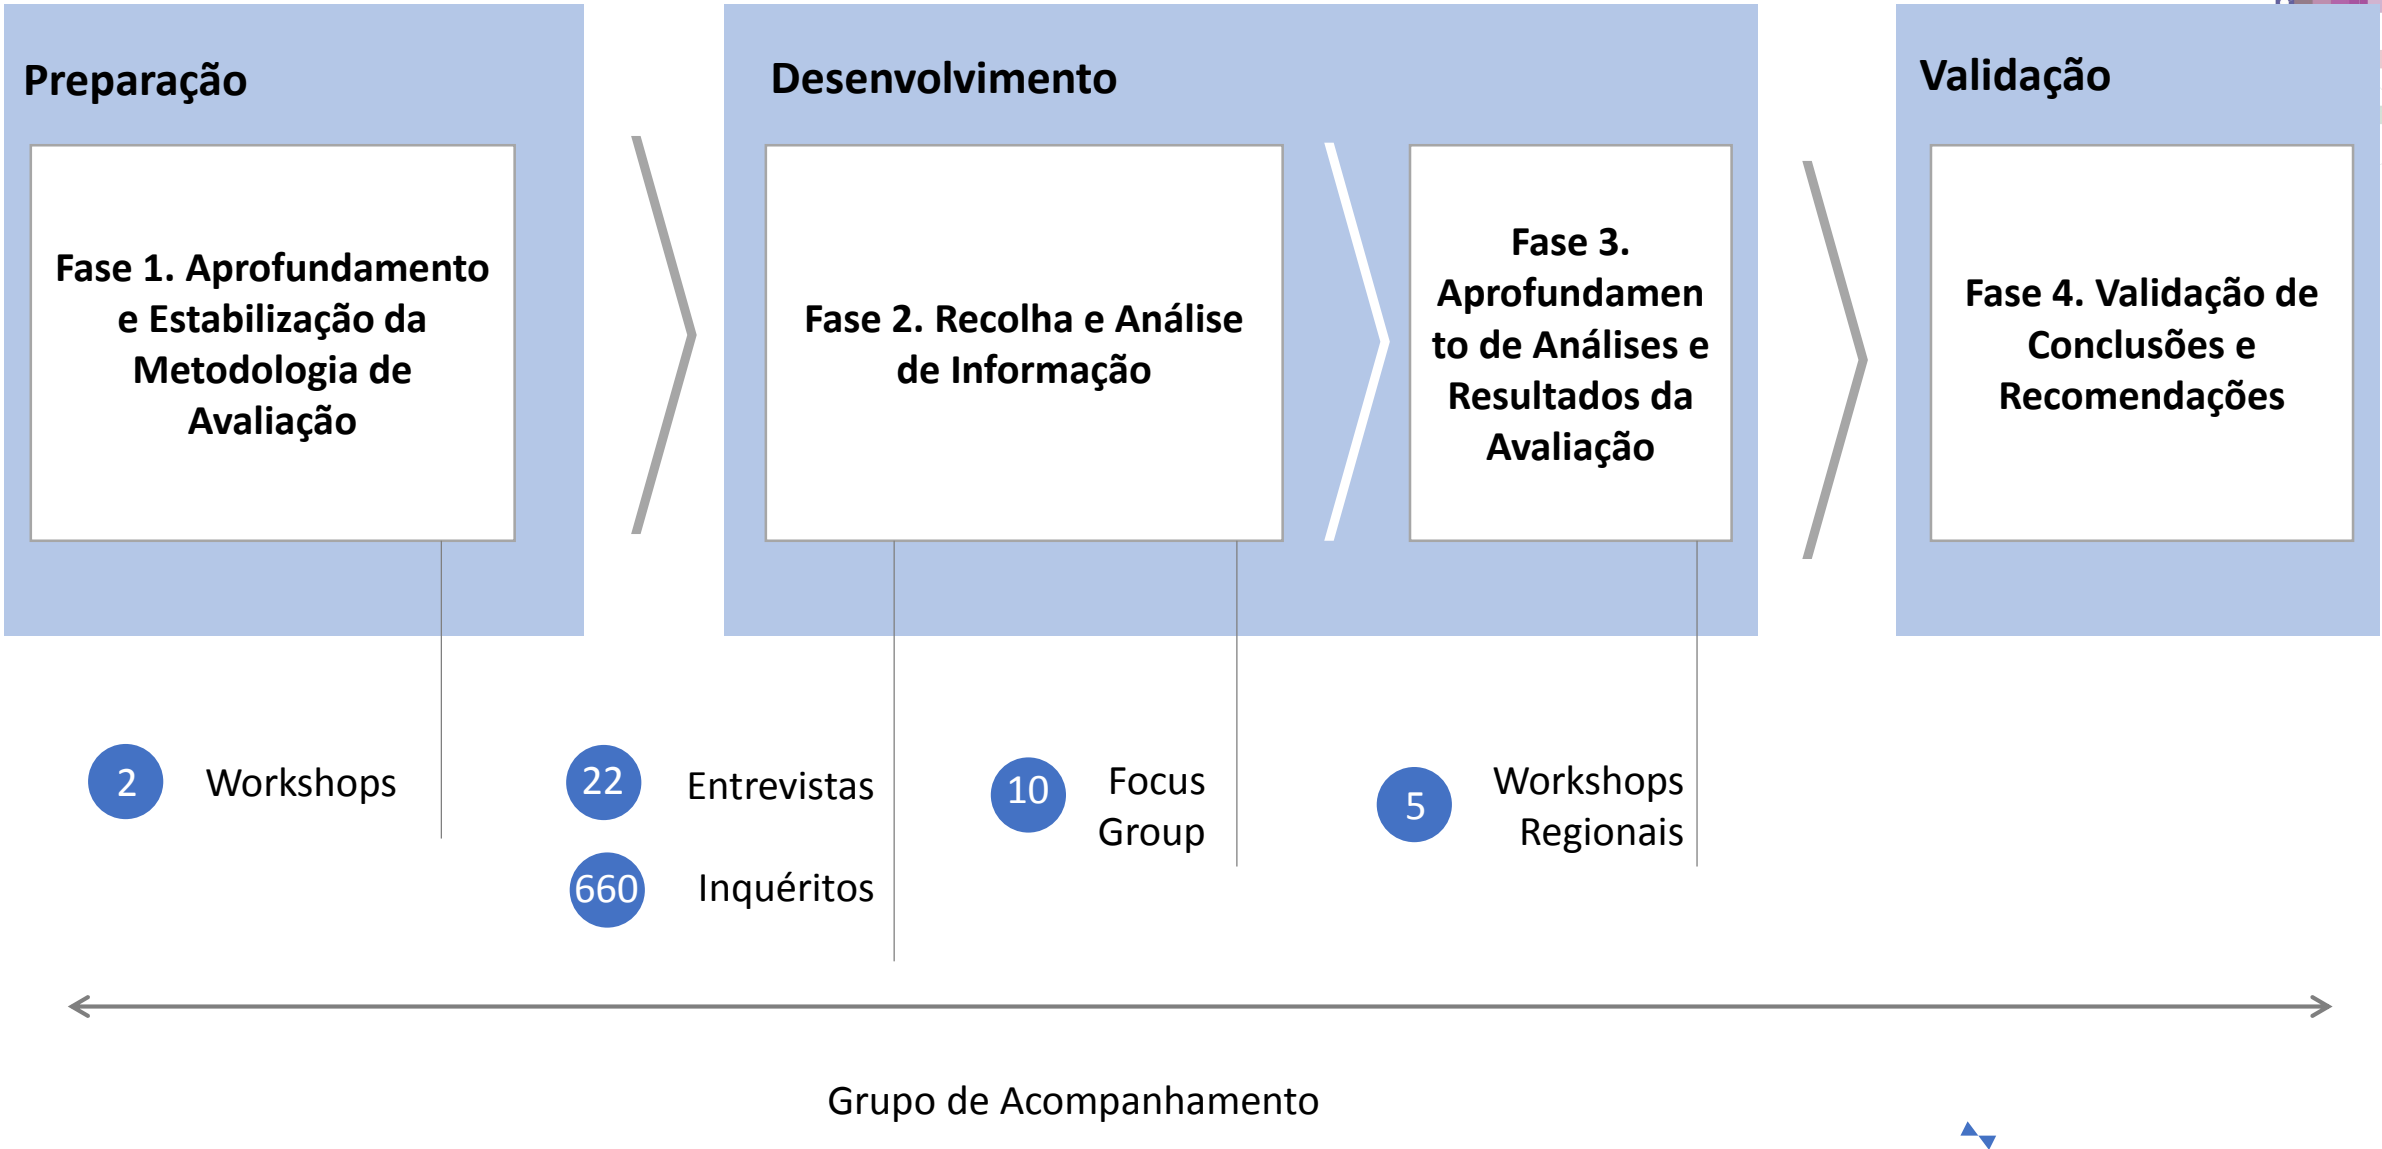 Preparação
Fase 1. Aprofundamento
e Estabilização da
Metodologia de
Avaliação
Desenvolvimento
Fase 2. Recolha e Análise
de Informação
Fase 3.
Aprofundamen
to de Análises e
Resultados da
Avaliação
Validação
Fase 4. Validação de
Conclusões e
Recomendações
2 Workshops
22 Entrevistas
660 Inquéritos
10 Focus
Group
5 Workshops
Regionais
Grupo de Acompanhamento